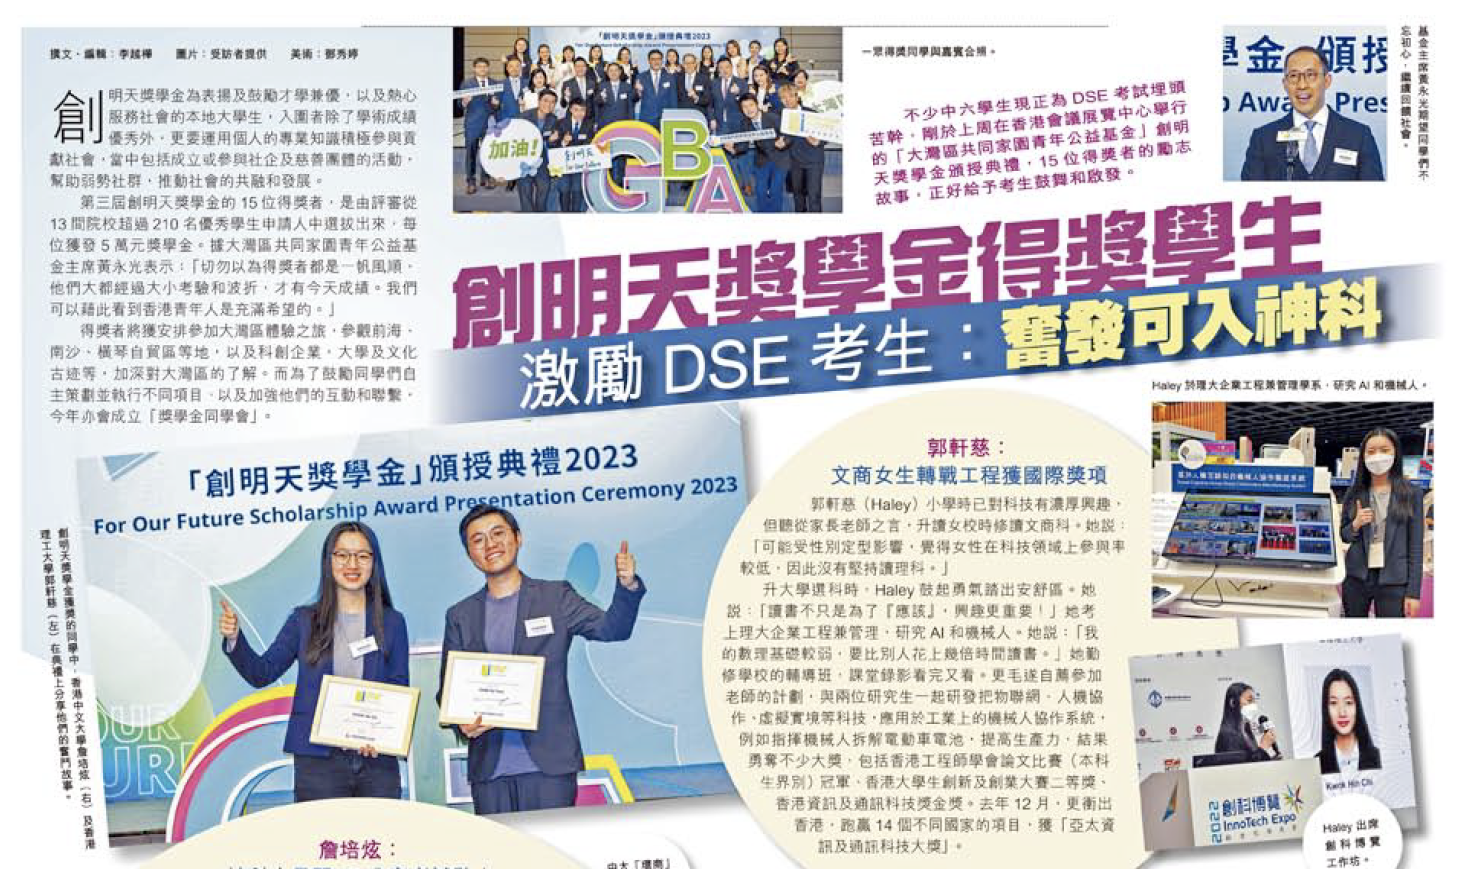 撰文、編輯：李越樺　圖片：受訪者提供　美術：鄧秀婷
創明天獎學金為表揚及鼓勵才學兼優，以及熱心
服務社會的本地大學生，入圍者除了學術成績
優秀外，更要運用個人的專業知識積極參與貢
獻社會，當中包括成立或參與社企及慈善團體的活動，
幫助弱勢社群，推動社會的共融和發展。
第三屆創明天獎學金的 15 位得獎者，是由評審從
13 間院校超過 210 名優秀學生申請人中選拔出來，每
位獲發 5 萬元獎學金。據大灣區共同家園青年公益基
金主席黃永光表示：「切勿以為得獎者都是一帆風順，
他們大都經過大小考驗和波折，才有今天成績。我們
可以藉此看到香港青年人是充滿希望的。」
得獎者將獲安排參加大灣區體驗之旅，參觀前海、
南沙、橫琴自貿區等地，以及科創企業、大學及文化
古迹等，加深對大灣區的了解。而為了鼓勵同學們自
主策劃並執行不同項目，以及加強他們的互動和聯繫，
今年亦會成立「獎學金同學會」。
「創明天獎學金」頒授典禮2023
加油!
創明天
GBA
一眾得獎同學與嘉賓合照。
學金 頒授
Award Pres
基金主席黃永光期望同學們不
忘初心，繼續回饋社會。
不少中六學生現正為 DSE 考試埋頭
苦幹，剛於上周在香港會議展覽中心舉行
的「大灣區共同家園青年公益基金」創明
天獎學金頒授典禮，15 位得獎者的勵志
故事，正好給予考生鼓舞和啟發。
創明天獎學金得獎學生
激勵 DSE 考生：奮發可入神科
「創明天獎學金」頒授典禮2023
For Our Future Scholarship Award Presentation Ceremony 2023
創明天獎學金獲獎的同學中，香港中文大學詹培炫（右）及香港
理工大學郭軒慈（左）在典禮上分享他們的奮鬥故事。
郭軒慈：
文商女生轉戰工程獲國際獎項
郭軒慈（Haley）小學時已對科技有濃厚興趣，
但聽從家長老師之言，升讀女校時修讀文商科。她說：
「可能受性別定型影響，覺得女性在科技領域上參與率
較低，因此沒有堅持讀理科。」
升大學選科時，Haley 鼓起勇氣踏出安舒區。她
說：「讀書不只是為了『應該』，興趣更重要！」她考
上理大企業工程兼管理，研究 AI 和機械人。她說：「我
的數理基礎較弱，要比別人花上幾倍時間讀書。」她勤
修學校的輔導班，課堂錄影看完又看。更毛遂自薦參加
老師的計劃，與兩位研究生一起研發把物聯網、人機協
作、虛擬實境等科技，應用於工業上的機械人協作系統，
例如指揮機械人拆解電動車電池，提高生產力，結果
勇奪不少大獎，包括香港工程師學會論文比賽（本科
生界別）冠軍、香港大學生創新及創業大賽二等獎、
香港資訊及通訊科技獎金獎。去年 12 月，更衝出
香港，跑贏 14 個不同國家的項目，獲「亞太資
訊及通訊科技大獎」。
Haley 於理大企業工程兼管理學系，研究 AI 和機械人。
Kwok Hin Chi
2022
創科博覽
InnoTech Expo
Haley 出席
創科博覽
工作坊。
詹培炫：
中大「環商」